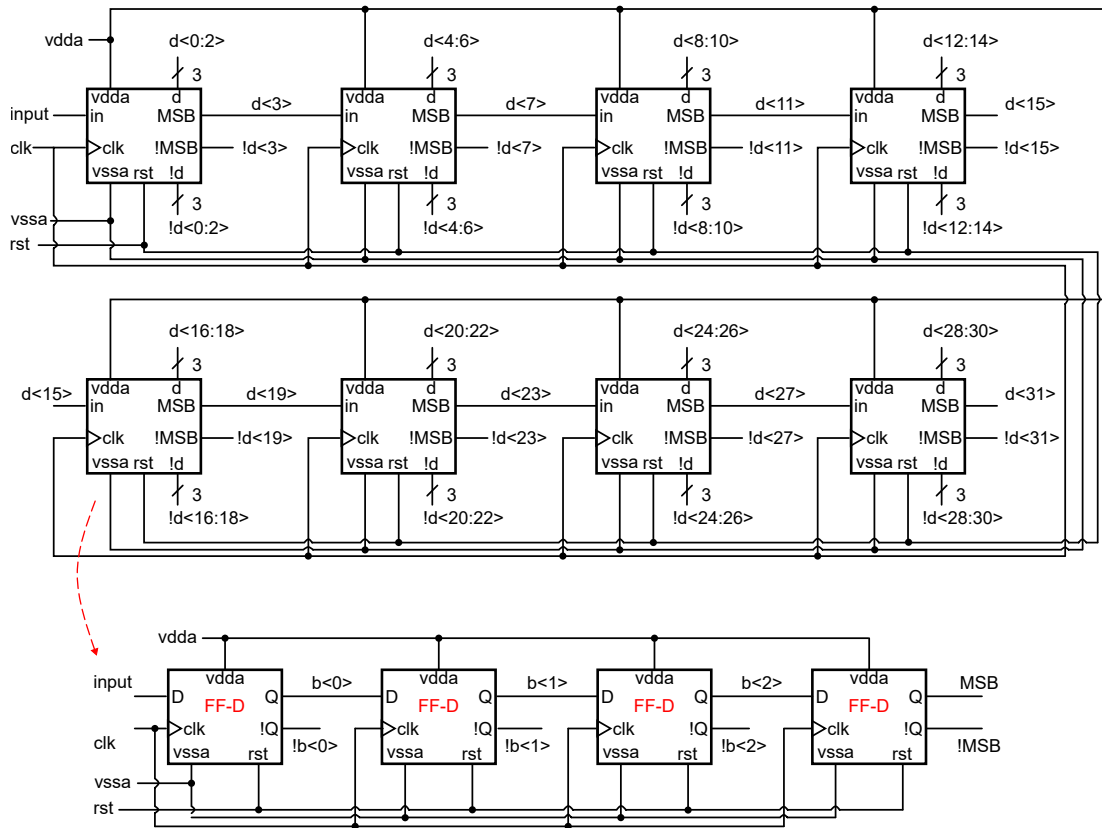 d<0:2> d<4:6> d<8:10> d<12:14>
vdda
3 3 3 3
vdda d vdda d vdda d vdda d
input in MSB d<3> in MSB d<7> in MSB d<11> in MSB d<15>
clk clk !MSB !d<3> clk !MSB !d<7> clk !MSB !d<11> clk !MSB !d<15>
vssa rst !d vssa rst !d vssa rst !d vssa rst !d
3 3 3 3
vssa !d<0:2> !d<4:6> !d<8:10> !d<12:14>
rst
d<16:18> d<20:22> d<24:26> d<28:30>
3 3 3 3
vdda d vdda d vdda d vdda d
d<15> in MSB d<19> in MSB d<23> in MSB d<27> in MSB d<31>
clk !MSB !d<19> clk !MSB !d<23> clk !MSB !d<27> clk !MSB !d<31>
vssa rst !d vssa rst !d vssa rst !d vssa rst !d
3 3 3 3
!d<16:18> !d<20:22> !d<24:26> !d<28:30>
vdda
vdda vdda vdda vdda
input D Q b<0> D Q b<1> D Q b<2> D Q MSB
FF-D FF-D FF-D FF-D
clk clk !Q !b<0> clk !Q !b<1> clk !Q !b<2> clk !Q !MSB
vssa rst vssa rst vssa rst vssa rst
vssa
rst